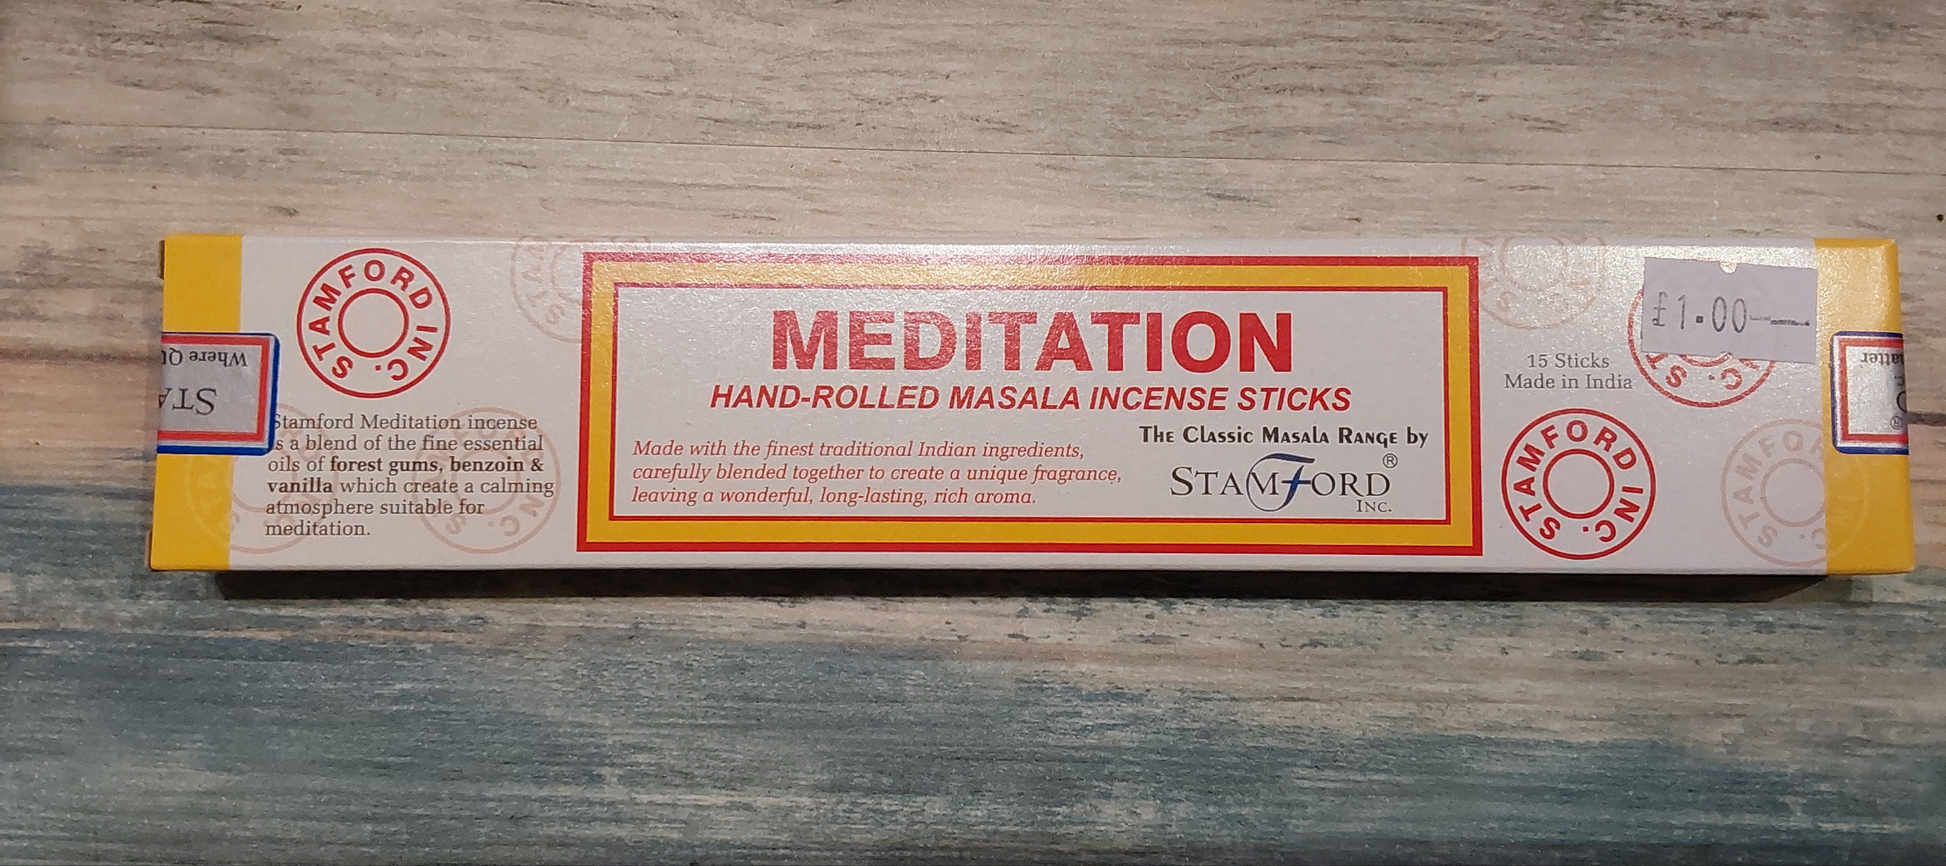 STAMFORD INC.
Where Qu
STA
Stamford Meditation incense
is a blend of the fine essential
oils of forest gums, benzoin &
vanilla which create a calming
atmosphere suitable for
meditation.
MEDITATION
HAND-ROLLED MASALA INCENSE STICKS
Made with the finest traditional Indian ingredients,
carefully blended together to create a unique fragrance,
leaving a wonderful, long-lasting, rich aroma.
The Classic Masala Range by
STAMFORD®
INC.
£1.00
15 Sticks
Made in India
STAMFORD INC.